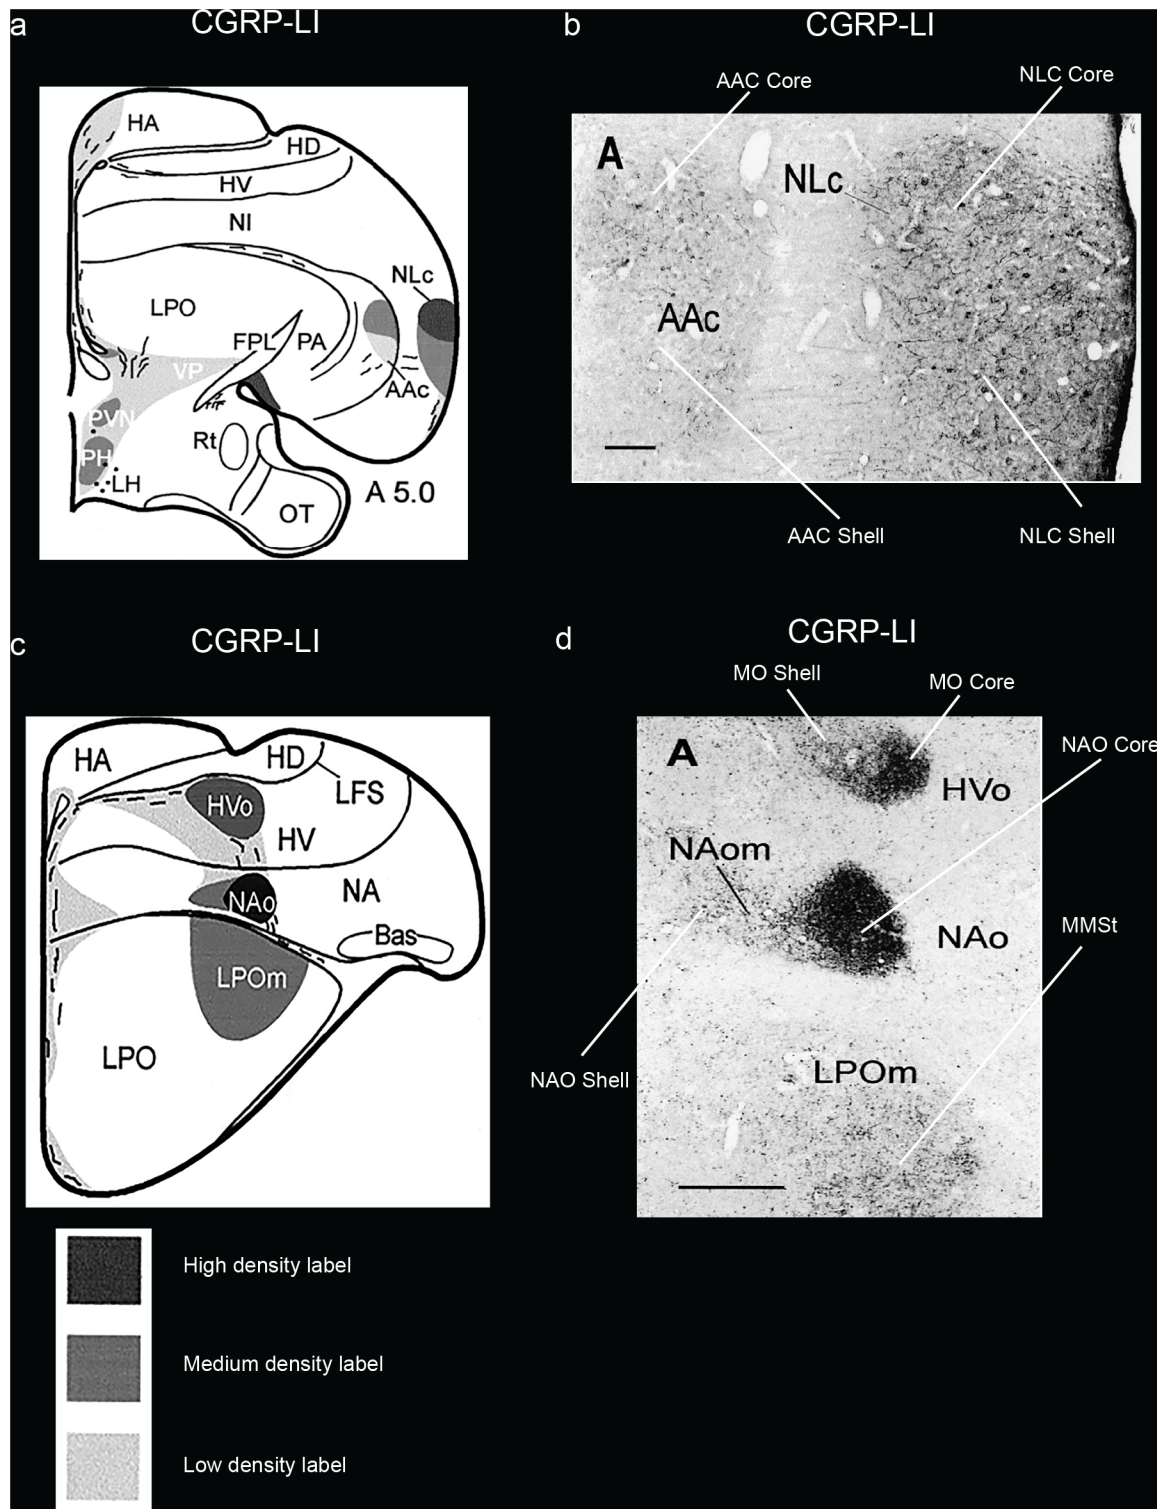 a
CGRP-LI
HA
HD
HV
NI
NLc
LPO
FPL
PA
VP
AAc
PVN
Rt
PH
LH
A 5.0
OT
b
CGRP-LI
AAC Core
NLC Core
A
NLc
AAc
AAC Shell
NLC Shell
c
CGRP-LI
HA
HD
LFS
HVo
HV
NA
NAo
Bas
LPOm
LPO
High density label
Medium density label
Low density label
d
CGRP-LI
MO Shell
MO Core
NAO Core
A
HVo
NAom
NAo
MMSt
LPOm
NAO Shell